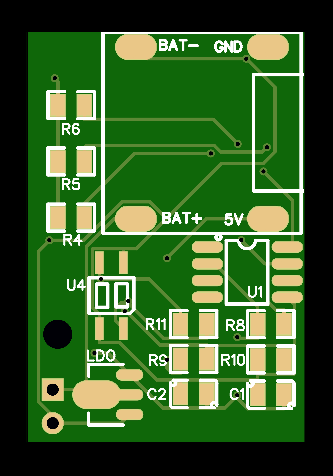 BAT- GND
R6
R5
BAT+ 5V
R4
U4 U1
R11 R8
LDO R9 R10
C2 C1